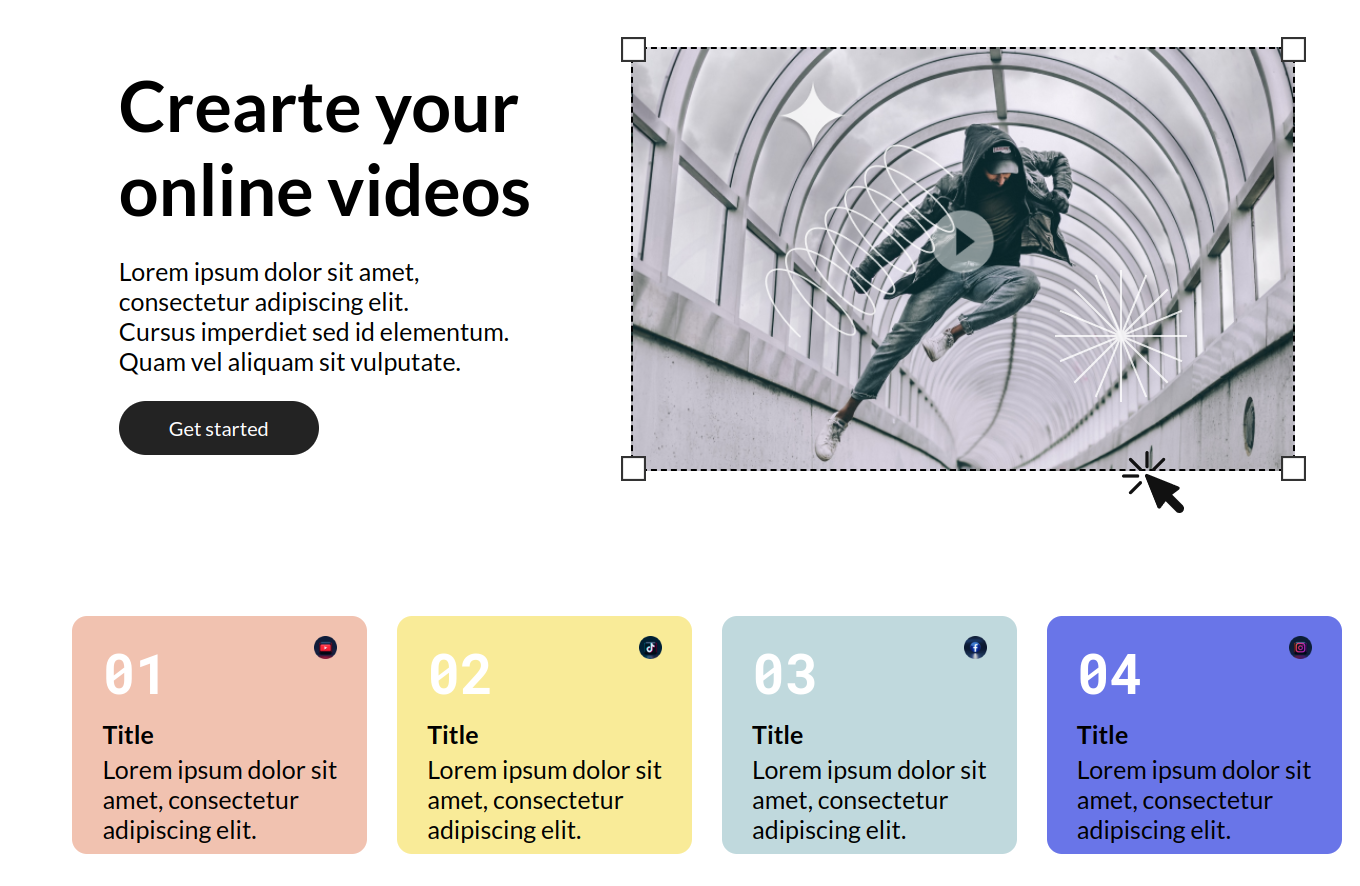 Crearte your
online videos
Lorem ipsum dolor sit amet,
consectetur adipiscing elit.
Cursus imperdiet sed id elementum.
Quam vel aliquam sit vulputate.
Get started
01
Title
Lorem ipsum dolor sit
amet, consectetur
adipiscing elit.
02
Title
Lorem ipsum dolor sit
amet, consectetur
adipiscing elit.
03
Title
Lorem ipsum dolor sit
amet, consectetur
adipiscing elit.
04
Title
Lorem ipsum dolor sit
amet, consectetur
adipiscing elit.